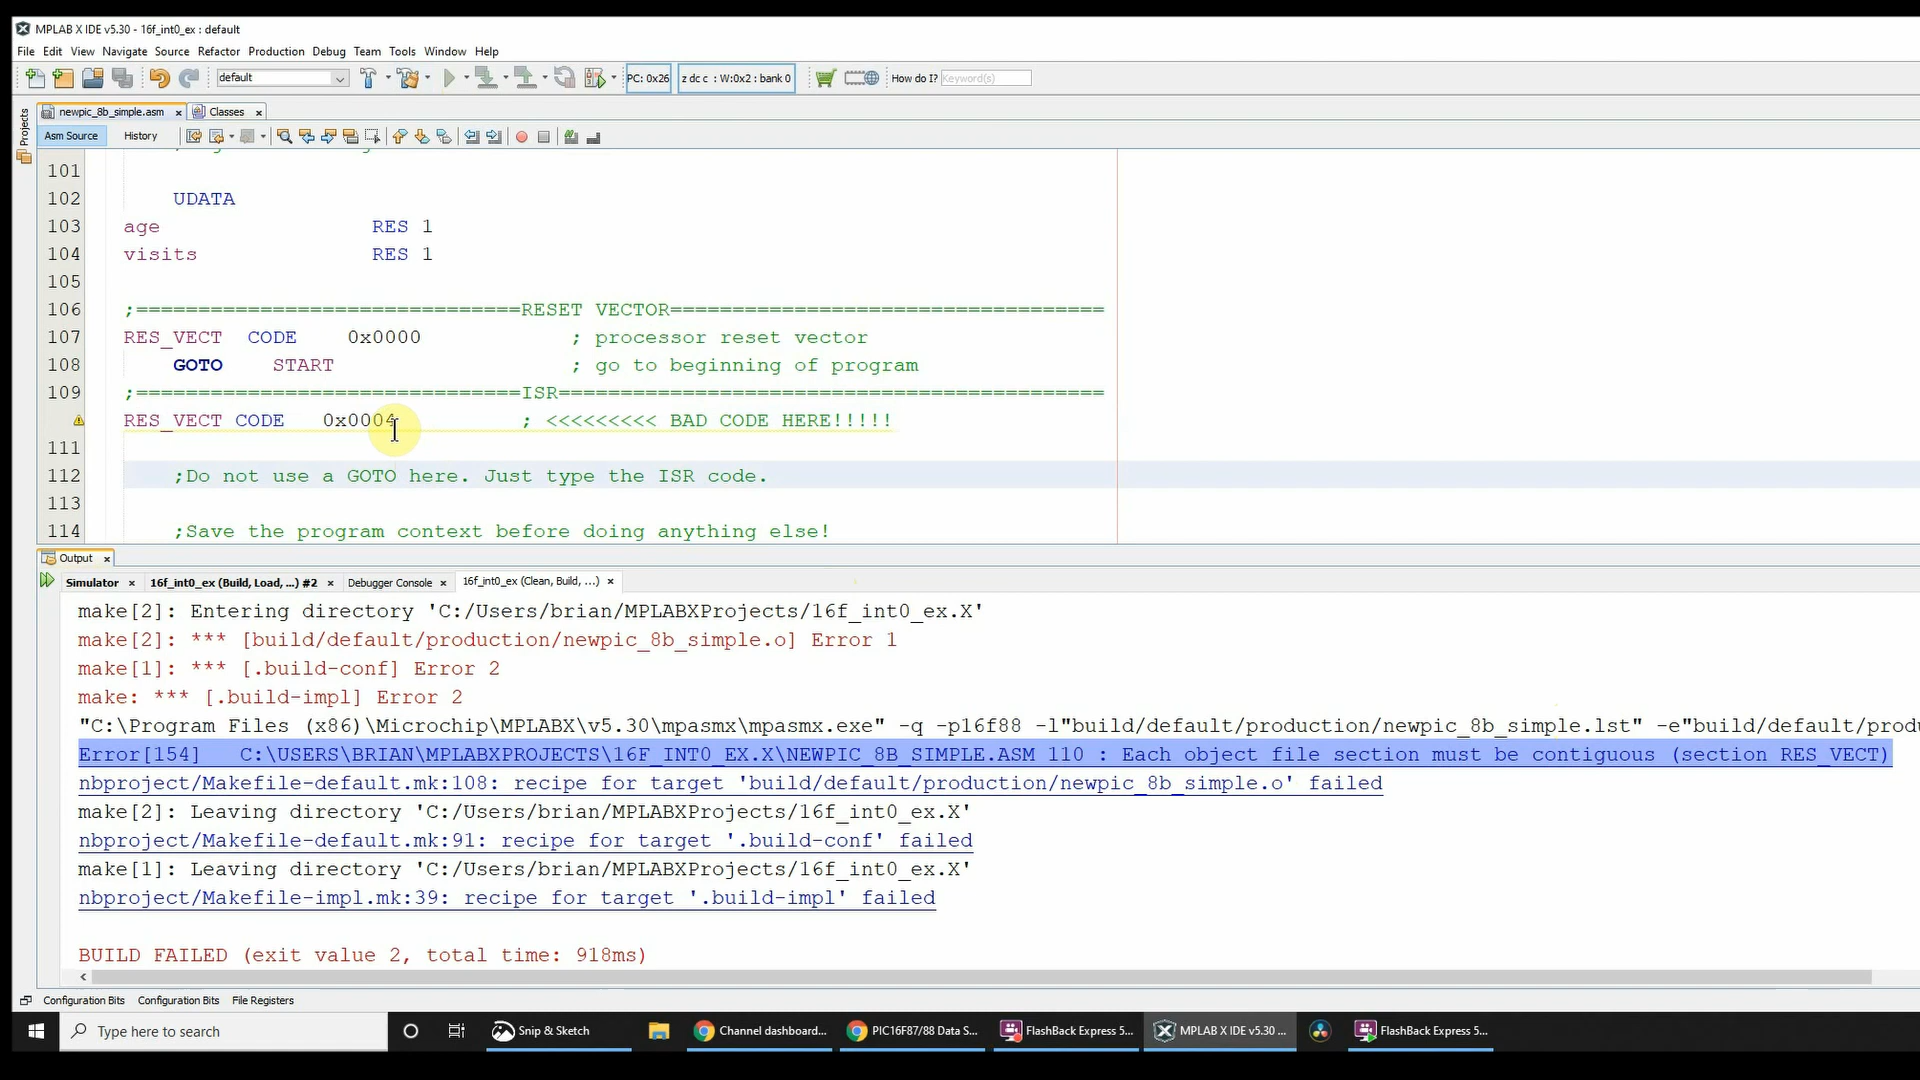 MPLAB X IDE v5.30 - 16f_int0_ex : default
File Edit View Navigate Source Refactor Production Debug Team Tools Window Help
default PC: 0x26 z dc c : W:0x2 : bank 0 How do I? Keyword(s)
Projects
newpic_8b_simple.asm × Classes ×
Asm Source History
101
102 UDATA
103 age RES 1
104 visits RES 1
105
106 ;===============================RESET VECTOR===================================
107 RES_VECT CODE 0x0000 ; processor reset vector
108 GOTO START ; go to beginning of program
109 ;===============================ISR============================================
RES_VECT CODE 0x0004 ; <<<<<<<<< BAD CODE HERE!!!!!
111
112 ;Do not use a GOTO here. Just type the ISR code.
113
114 ;Save the program context before doing anything else!
Output ×
Simulator × 16f_int0_ex (Build, Load, ...) #2 × Debugger Console × 16f_int0_ex (Clean, Build, ...) ×
make[2]: Entering directory 'C:/Users/brian/MPLABXProjects/16f_int0_ex.X'
make[2]: *** [build/default/production/newpic_8b_simple.o] Error 1
make[1]: *** [.build-conf] Error 2
make: *** [.build-impl] Error 2
"C:\Program Files (x86)\Microchip\MPLABX\v5.30\mpasmx\mpasmx.exe" -q -p16f88 -l"build/default/production/newpic_8b_simple.lst" -e"build/default/produ
Error[154] C:\USERS\BRIAN\MPLABXPROJECTS\16F_INT0_EX.X\NEWPIC_8B_SIMPLE.ASM 110 : Each object file section must be contiguous (section RES_VECT)
nbproject/Makefile-default.mk:108: recipe for target 'build/default/production/newpic_8b_simple.o' failed
make[2]: Leaving directory 'C:/Users/brian/MPLABXProjects/16f_int0_ex.X'
nbproject/Makefile-default.mk:91: recipe for target '.build-conf' failed
make[1]: Leaving directory 'C:/Users/brian/MPLABXProjects/16f_int0_ex.X'
nbproject/Makefile-impl.mk:39: recipe for target '.build-impl' failed
BUILD FAILED (exit value 2, total time: 918ms)
Configuration Bits Configuration Bits File Registers
Type here to search Snip & Sketch Channel dashboard... PIC16F87/88 Data S... FlashBack Express 5... MPLAB X IDE v5.30 ... FlashBack Express 5...